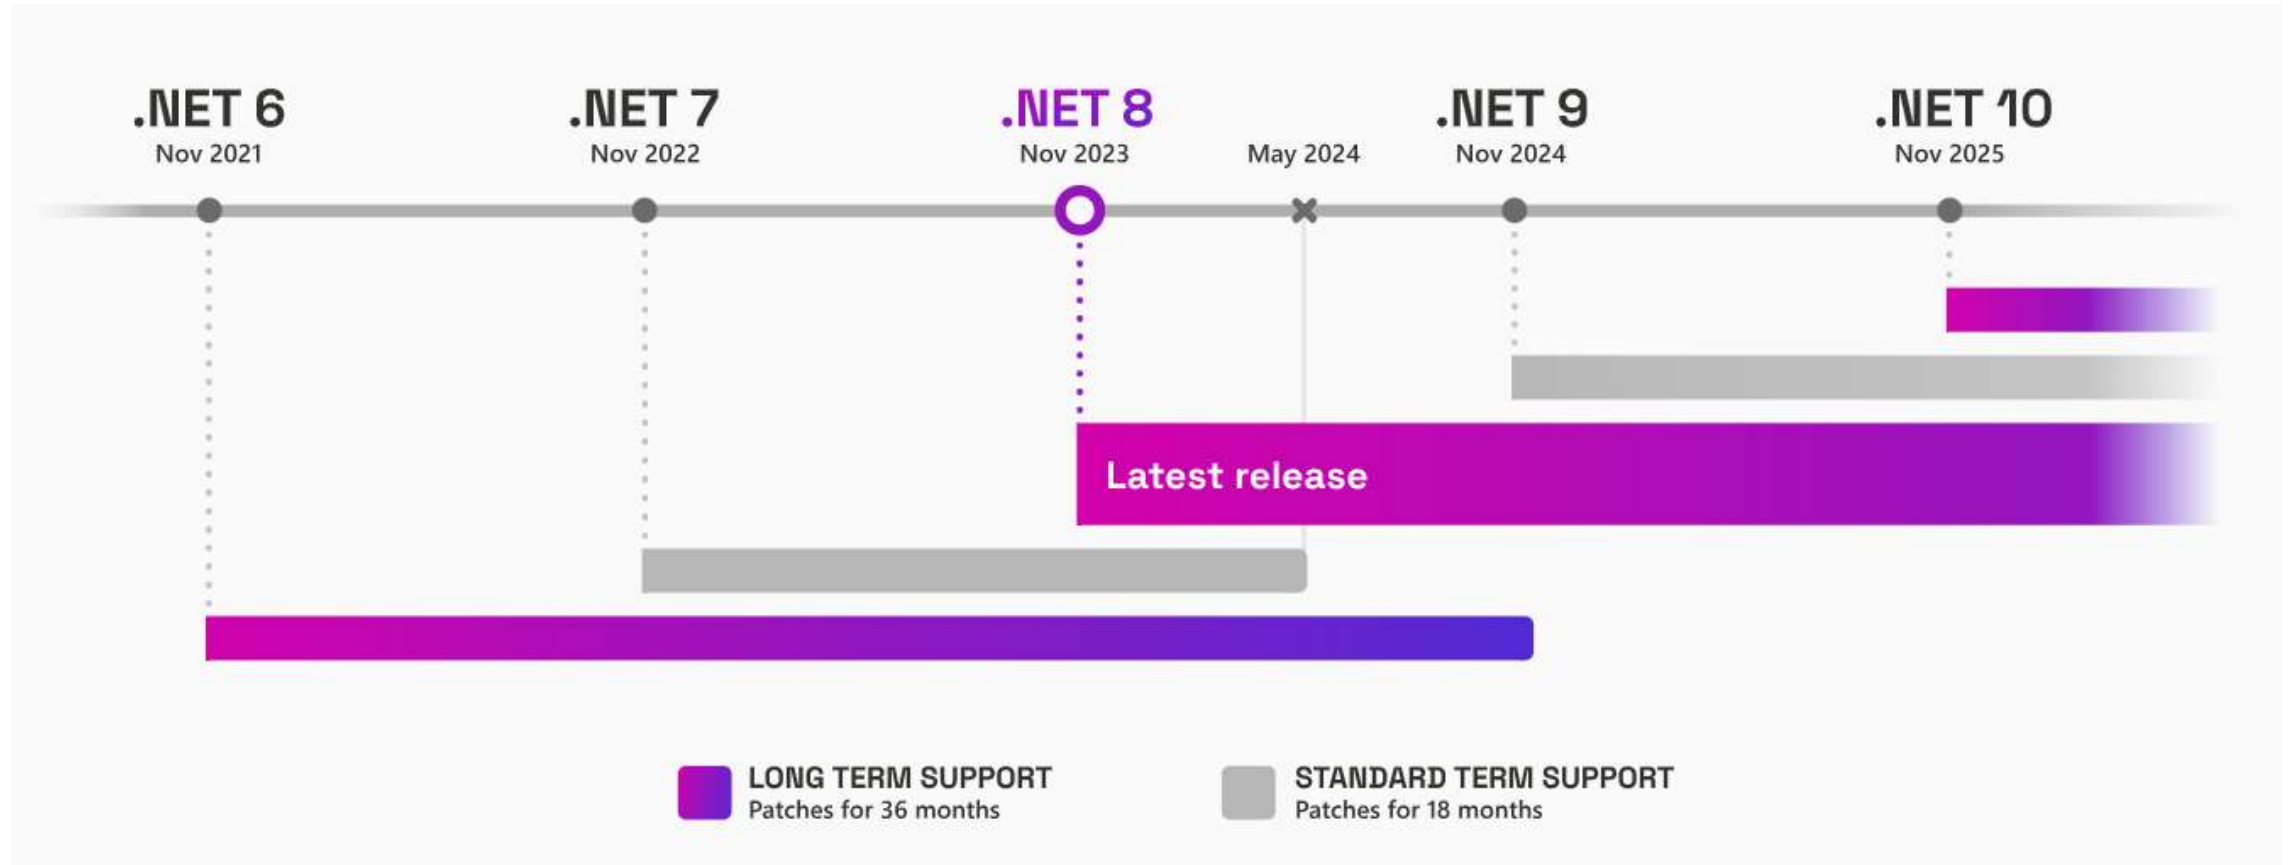 .NET 6
Nov 2021
.NET 7
Nov 2022
.NET 8
Nov 2023
May 2024
.NET 9
Nov 2024
.NET 10
Nov 2025
Latest release
LONG TERM SUPPORT
Patches for 36 months
STANDARD TERM SUPPORT
Patches for 18 months